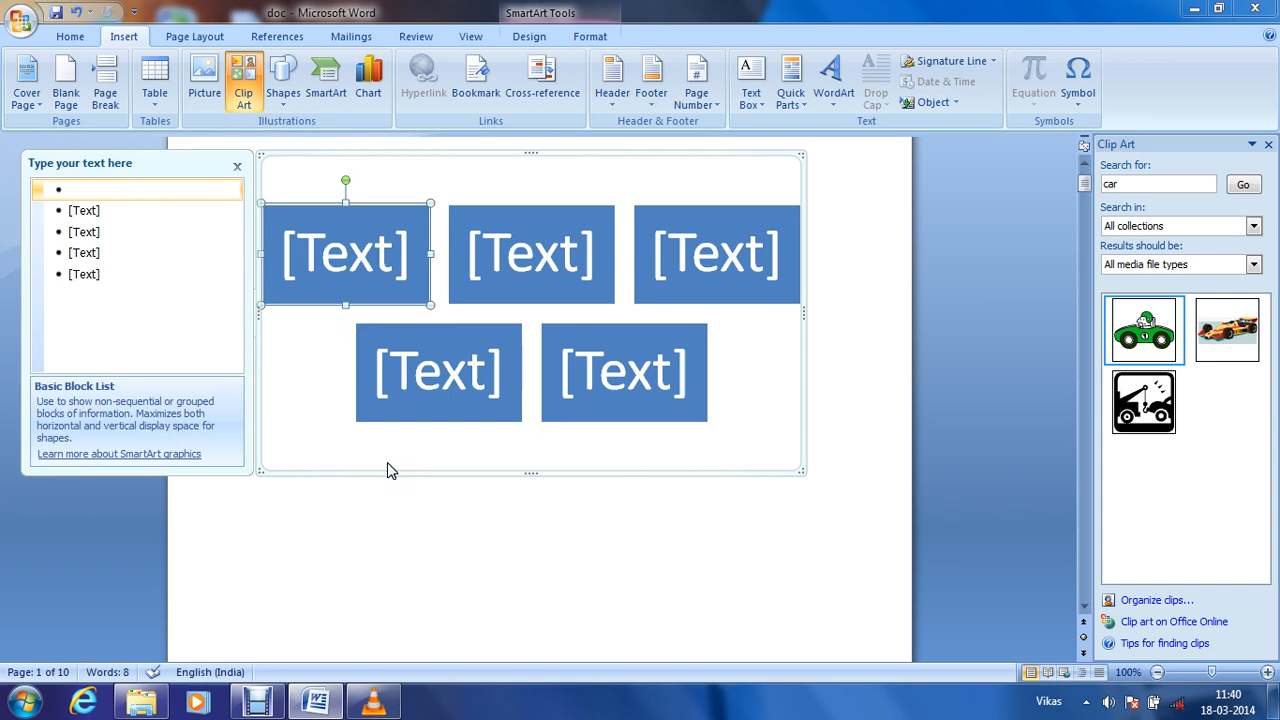 doc - Microsoft Word
SmartArt Tools
Home Insert Page Layout References Mailings Review View Design Format
Cover Page
Blank Page
Page Break
Pages
Table
Tables
Picture
Clip Art
Shapes
SmartArt
Chart
Illustrations
Hyperlink
Bookmark
Cross-reference
Links
Header
Footer
Page Number
Header & Footer
Text Box
Quick Parts
WordArt
Drop Cap
Signature Line
Date & Time
Object
Text
Equation
Symbol
Symbols
Type your text here
[Text]
[Text]
[Text]
[Text]
Basic Block List
Use to show non-sequential or grouped
blocks of information. Maximizes both
horizontal and vertical display space for
shapes.
Learn more about SmartArt graphics
[Text] [Text] [Text]
[Text] [Text]
Clip Art
Search for:
car
Go
Search in:
All collections
Results should be:
All media file types
Organize clips...
Clip art on Office Online
Tips for finding clips
Page: 1 of 10 Words: 8 English (India) 100%
Vikas
11:40
18-03-2014